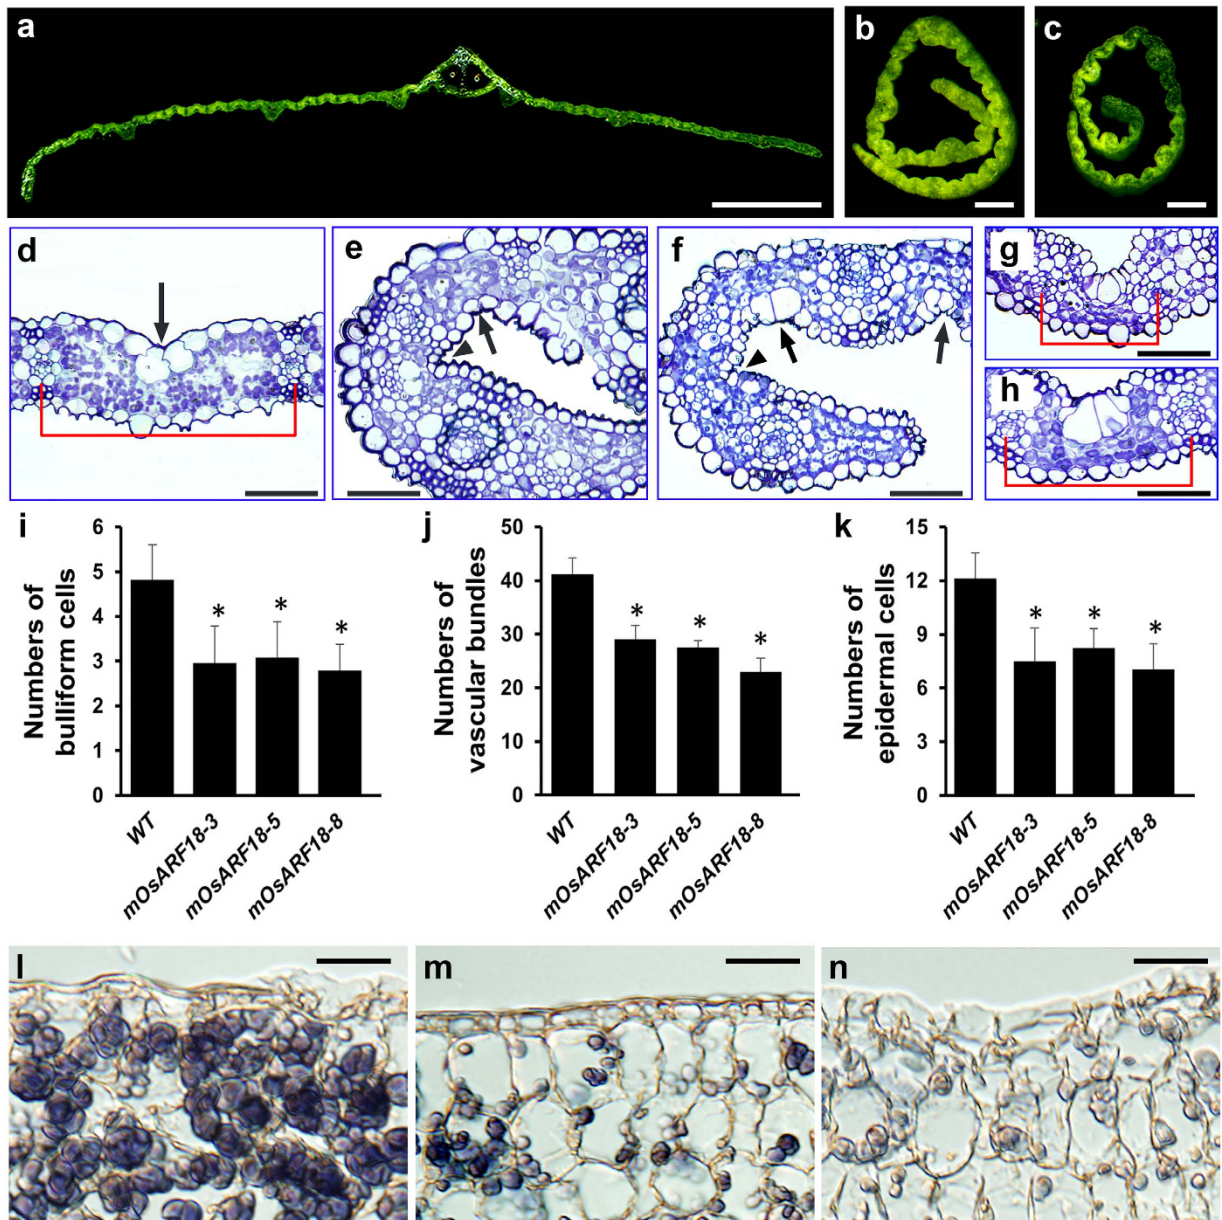 a
b
c
d
e
f
g
h
i
Numbers of
bulliform cells
6
5
4
3
2
1
0
*
*
*
WT
mOsARF18-3
mOsARF18-5
mOsARF18-8
j
Numbers of
vascular bundles
50
40
30
20
10
0
*
*
*
WT
mOsARF18-3
mOsARF18-5
mOsARF18-8
k
Numbers of
epidermal cells
15
12
9
6
3
0
*
*
*
WT
mOsARF18-3
mOsARF18-5
mOsARF18-8
l
m
n